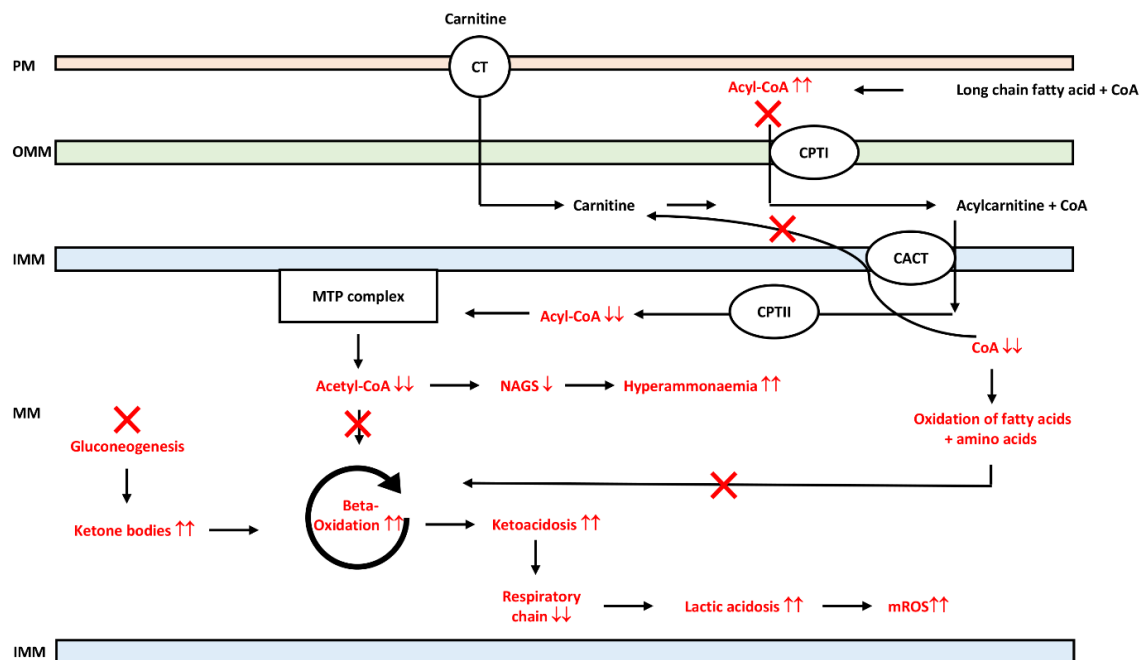 Carnitine
PM
CT
Acyl-CoA ↑↑
Long chain fatty acid + CoA
OMM
CPTI
Carnitine
Acylcarnitine + CoA
IMM
CACT
MTP complex
Acyl-CoA ↓↓
CPTII
CoA ↓↓
Acetyl-CoA ↓↓
NAGS ↓
Hyperammonaemia ↑↑
MM
Oxidation of fatty acids
+ amino acids
Gluconeogenesis
Beta-
Oxidation ↑↑
Ketone bodies ↑↑
Ketoacidosis ↑↑
Respiratory
chain ↓↓
Lactic acidosis ↑↑
mROS↑↑
IMM